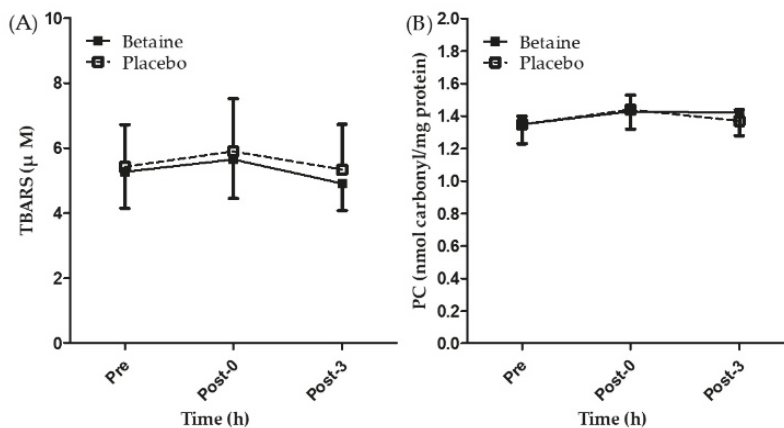 (A)
Betaine
Placebo
TBARS (μ M)
10
8
6
4
2
0
Pre
Post-0
Post-3
Time (h)
(B)
Betaine
Placebo
PC (nmol carbonyl/mg protein)
2.0
1.8
1.6
1.4
1.2
1.0
0.8
0.6
0.4
0.2
0.0
Pre
Post-0
Post-3
Time (h)